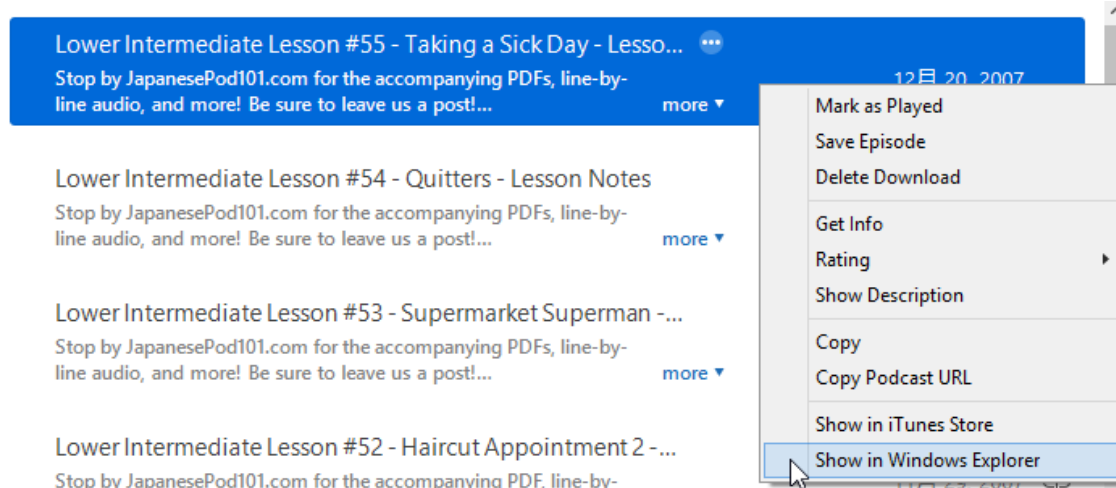 Lower Intermediate Lesson #55 - Taking a Sick Day - Lesso...
Stop by JapanesePod101.com for the accompanying PDFs, line-by-
line audio, and more! Be sure to leave us a post!...
more
12月 20, 2007
Lower Intermediate Lesson #54 - Quitters - Lesson Notes
Stop by JapanesePod101.com for the accompanying PDFs, line-by-
line audio, and more! Be sure to leave us a post!...
more
Lower Intermediate Lesson #53 - Supermarket Superman -...
Stop by JapanesePod101.com for the accompanying PDFs, line-by-
line audio, and more! Be sure to leave us a post!...
more
Lower Intermediate Lesson #52 - Haircut Appointment 2 -...
Stop by JapanesePod101.com for the accompanying PDF, line-by-
Mark as Played
Save Episode
Delete Download
Get Info
Rating
Show Description
Copy
Copy Podcast URL
Show in iTunes Store
Show in Windows Explorer
11月 29, 2007